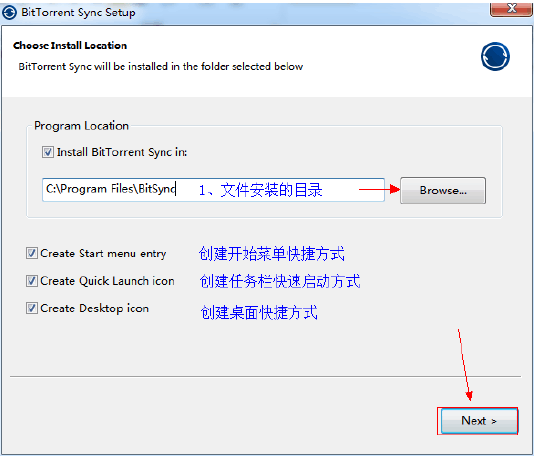 BitTorrent Sync Setup
Choose Install Location
BitTorrent Sync will be installed in the folder selected below
Program Location
Install BitTorrent Sync in:
C:\Program Files\BitSync 1、文件安装的目录 Browse...
Create Start menu entry 创建开始菜单快捷方式
Create Quick Launch icon 创建任务栏快速启动方式
Create Desktop icon 创建桌面快捷方式
Next >